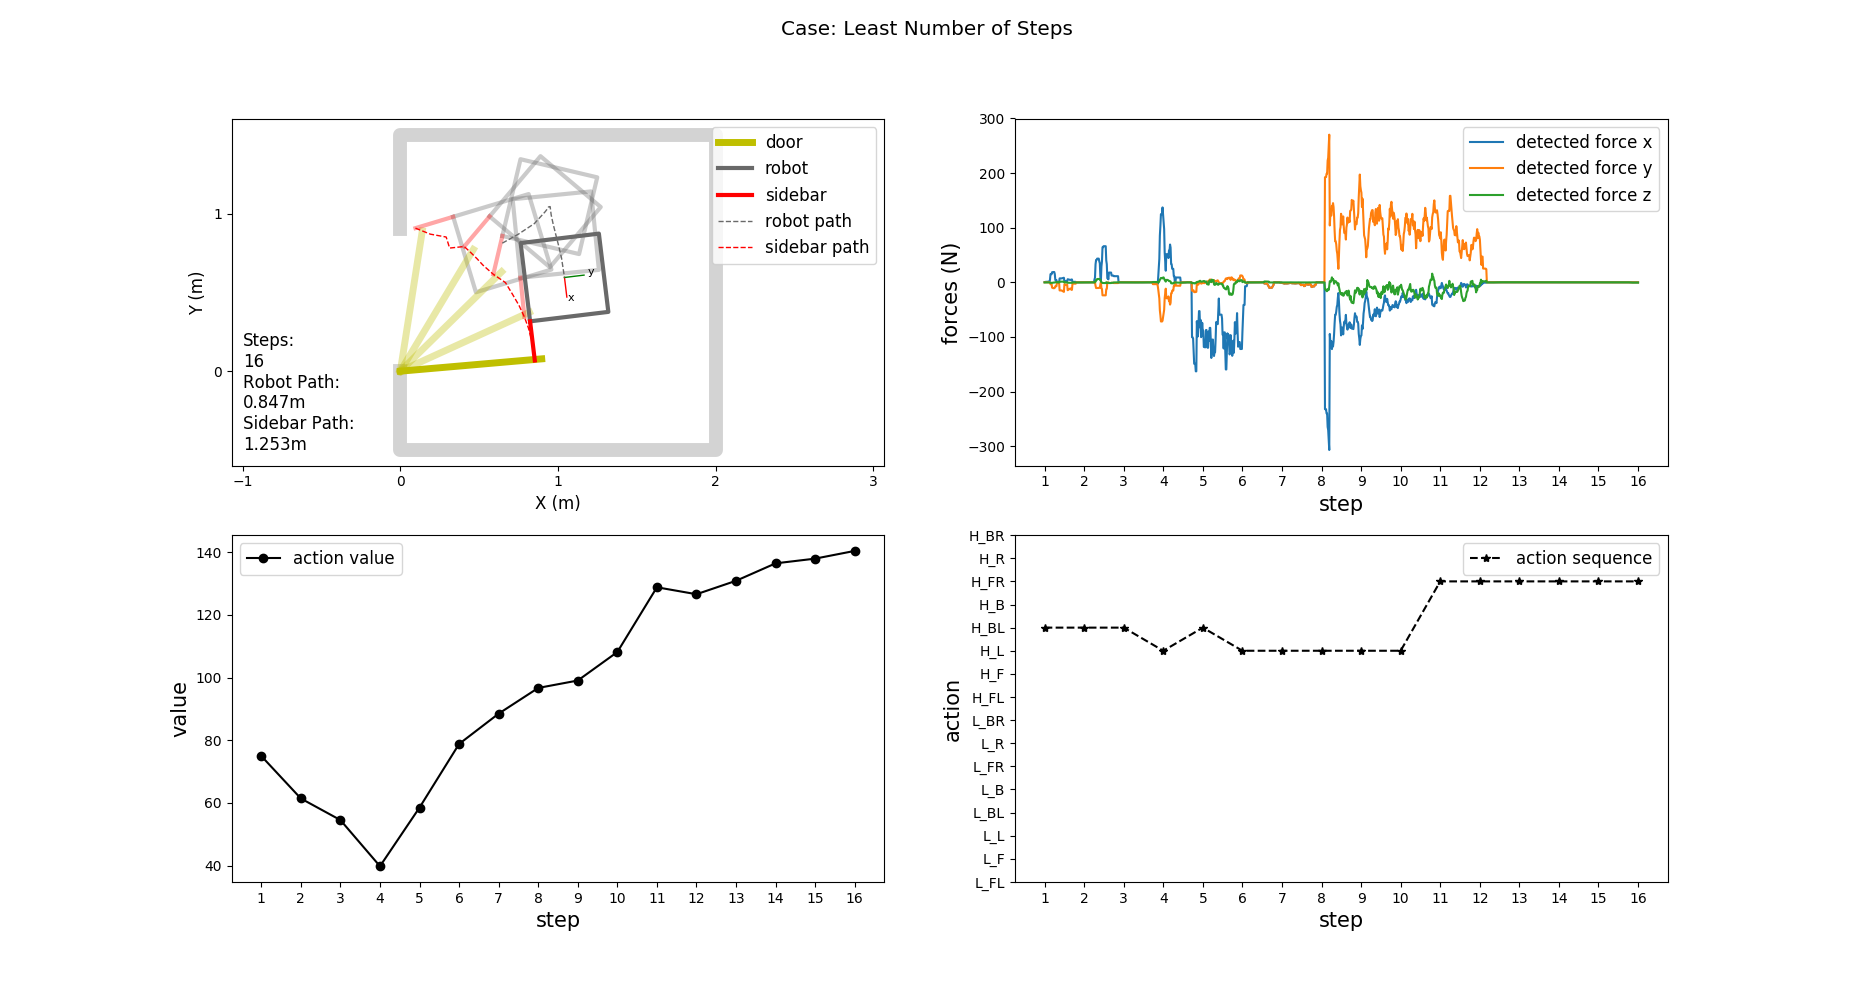 Case: Least Number of Steps
door
robot
sidebar
robot path
sidebar path
Y (m)
1
0
Steps:
16
Robot Path:
0.847m
Sidebar Path:
1.253m
y
x
−1 0 1 2 3
X (m)
detected force x
detected force y
detected force z
forces (N)
300
200
100
0
−100
−200
−300
1 2 3 4 5 6 7 8 9 10 11 12 13 14 15 16
step
action value
value
140
120
100
80
60
40
1 2 3 4 5 6 7 8 9 10 11 12 13 14 15 16
step
action sequence
action
H_BR
H_R
H_FR
H_B
H_BL
H_L
H_F
H_FL
L_BR
L_R
L_FR
L_B
L_BL
L_L
L_F
L_FL
1 2 3 4 5 6 7 8 9 10 11 12 13 14 15 16
step